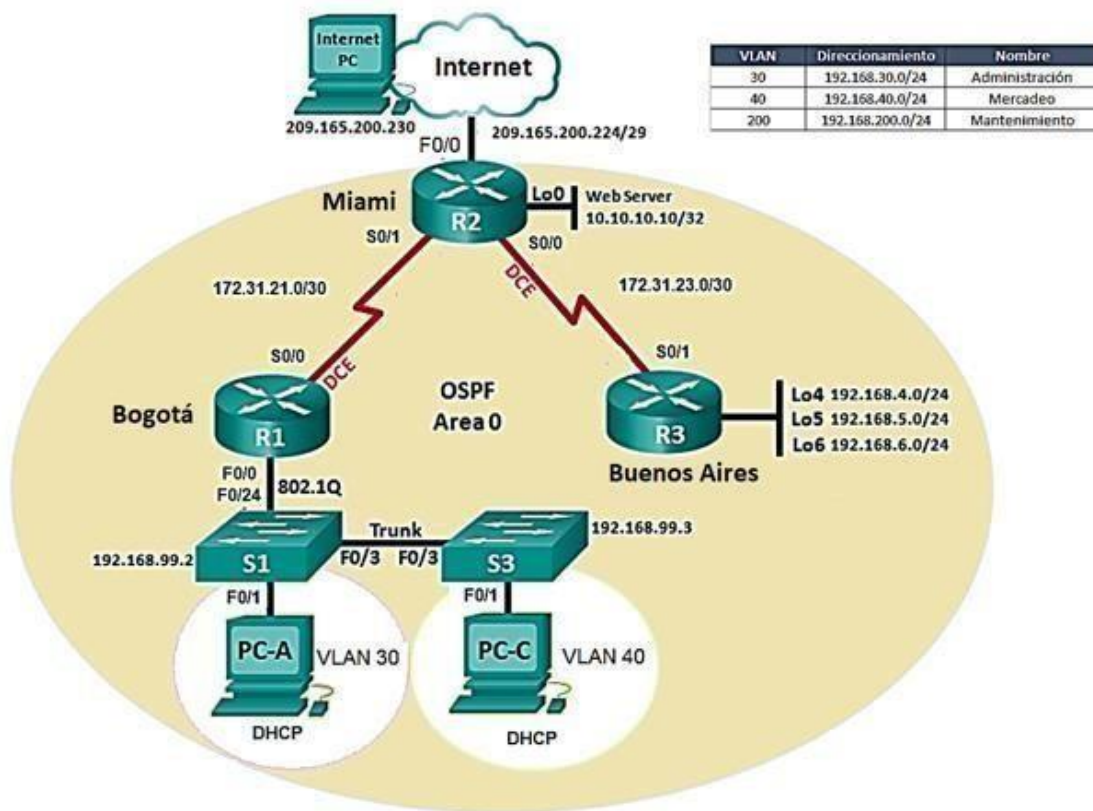 Internet
PC
Internet
209.165.200.230
209.165.200.224/29
F0/0
VLAN Direccionamiento Nombre
30 192.168.30.0/24 Administración
40 192.168.40.0/24 Mercadeo
200 192.168.200.0/24 Mantenimiento
Miami
R2
Lo0
Web Server
10.10.10.10/32
S0/1
S0/0
DCE
172.31.21.0/30
172.31.23.0/30
S0/0
DCE
S0/1
Bogotá
R1
OSPF
Area 0
R3
Buenos Aires
Lo4 192.168.4.0/24
Lo5 192.168.5.0/24
Lo6 192.168.6.0/24
F0/0
F0/24
802.1Q
Trunk
192.168.99.2
S1
F0/3
F0/3
S3
192.168.99.3
F0/1
F0/1
PC-A
VLAN 30
DHCP
PC-C
VLAN 40
DHCP